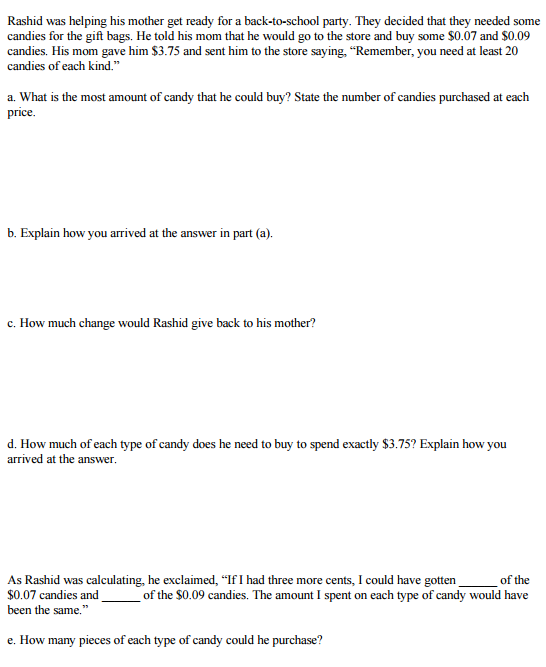 Rashid was helping his mother get ready for a back-to-school party. They decided that they needed some
candies for the gift bags. He told his mom that he would go to the store and buy some $0.07 and $0.09
candies. His mom gave him $3.75 and sent him to the store saying, “Remember, you need at least 20
candies of each kind.”
a. What is the most amount of candy that he could buy? State the number of candies purchased at each
price.
b. Explain how you arrived at the answer in part (a).
c. How much change would Rashid give back to his mother?
d. How much of each type of candy does he need to buy to spend exactly $3.75? Explain how you
arrived at the answer.
As Rashid was calculating, he exclaimed, “If I had three more cents, I could have gotten ______ of the
$0.07 candies and ______ of the $0.09 candies. The amount I spent on each type of candy would have
been the same.”
e. How many pieces of each type of candy could he purchase?